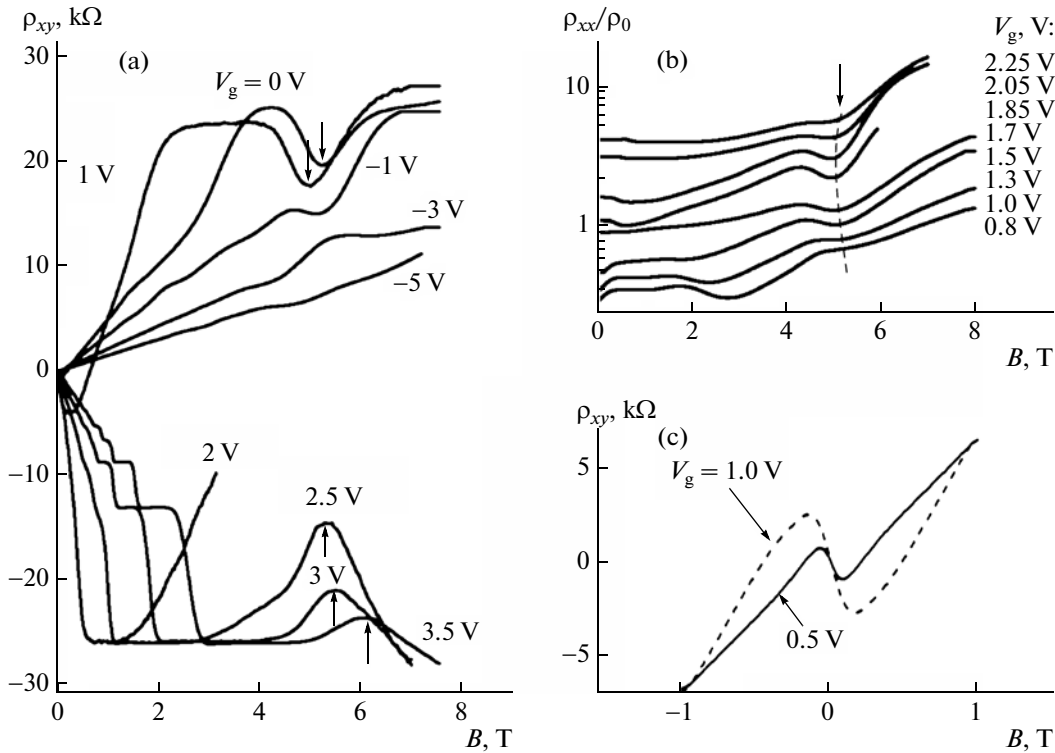 ρxy, kΩ
30
20
10
0
−10
−20
−30
(a)
Vg = 0 V
1 V
−1 V
−3 V
−5 V
2 V
2.5 V
3 V
3.5 V
0 2 4 6 8
B, T
ρxx/ρ0
(b)
10
1
Vg, V:
2.25 V
2.05 V
1.85 V
1.7 V
1.5 V
1.3 V
1.0 V
0.8 V
0 2 4 6 8
B, T
ρxy, kΩ
(c)
5
0
−5
Vg = 1.0 V
0.5 V
−1 0 1
B, T